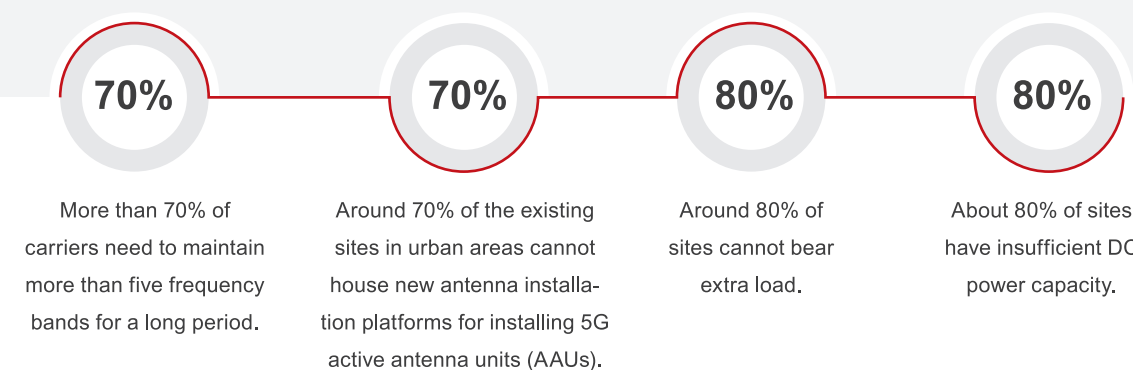 70%
70%
80%
80%
More than 70% of
carriers need to maintain
more than five frequency
bands for a long period.
Around 70% of the existing
sites in urban areas cannot
house new antenna installa-
tion platforms for installing 5G
active antenna units (AAUs).
Around 80% of
sites cannot bear
extra load.
About 80% of sites
have insufficient DC
power capacity.